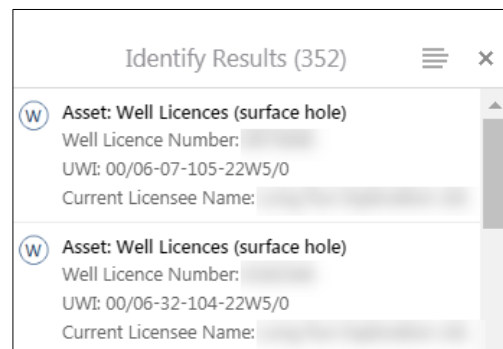 Identify Results (352)
W Asset: Well Licences (surface hole)
Well Licence Number:
UWI: 00/06-07-105-22W5/0
Current Licensee Name:
W Asset: Well Licences (surface hole)
Well Licence Number:
UWI: 00/06-32-104-22W5/0
Current Licensee Name: